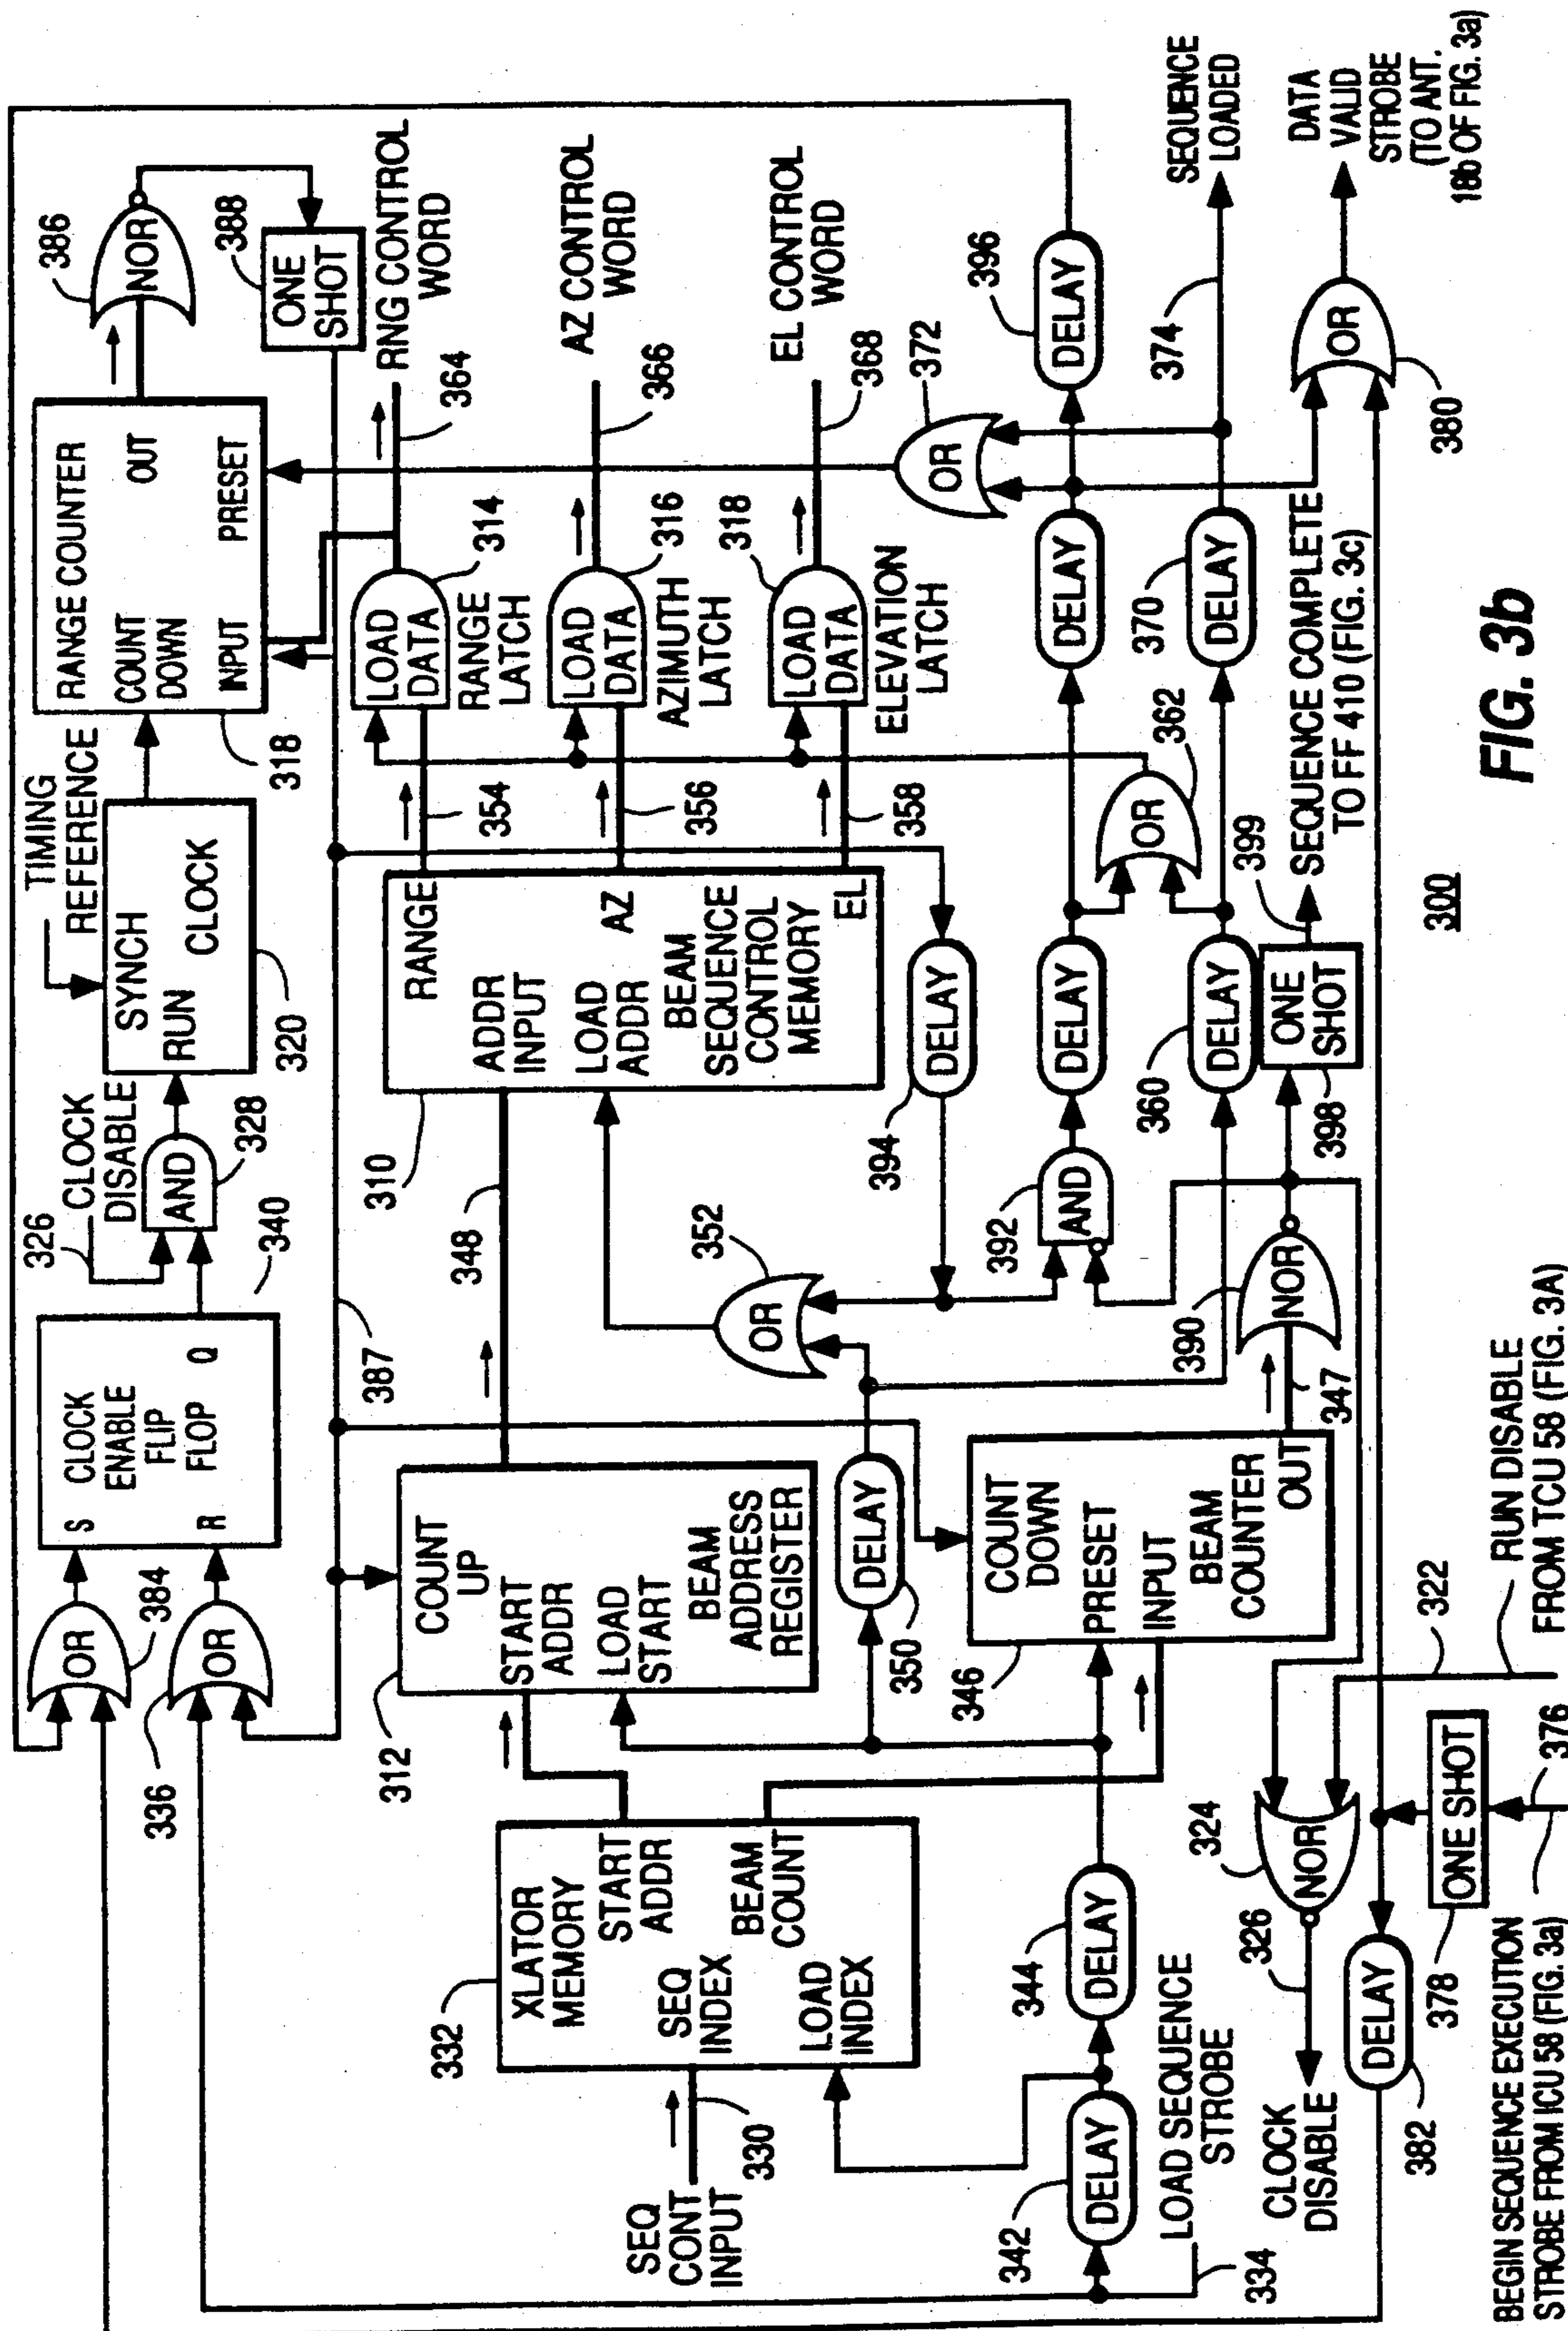 TIMING
REFERENCE
326
CLOCK
DISABLE
S
CLOCK
ENABLE
FLIP
FLOP
R
Q
340
OR
384
OR
336
AND
328
SYNCH
RUN
CLOCK
320
RANGE COUNTER
COUNT
DOWN
OUT
INPUT
PRESET
318
NOR
386
ONE
SHOT
388
387
RNG CONTROL
WORD
364
LOAD
DATA
314
RANGE
LATCH
AZ CONTROL
WORD
366
LOAD
DATA
316
AZIMUTH
LATCH
EL CONTROL
WORD
368
LOAD
DATA
318
ELEVATION
LATCH
354
356
358
RANGE
ADDR
INPUT
AZ
LOAD
ADDR
BEAM
SEQUENCE
CONTROL
MEMORY
EL
310
348
312
COUNT
UP
START
ADDR
LOAD
START
BEAM
ADDRESS
REGISTER
332
XLATOR
MEMORY
START
ADDR
SEQ
INDEX
BEAM
COUNT
LOAD
INDEX
SEQ
CONT
INPUT
330
342
DELAY
344
DELAY
LOAD SEQUENCE
STROBE
334
DELAY
350
OR
352
DELAY
394
392
AND
DELAY
360
DELAY
OR
362
DELAY
370
DELAY
OR
372
DELAY
396
374
SEQUENCE
LOADED
346
COUNT
DOWN
PRESET
INPUT
BEAM
COUNTER
OUT
347
390
NOR
ONE
SHOT
398
399
SEQUENCE COMPLETE
TO FF 410 (FIG. 3c)
OR
380
DATA
VALID
STROBE
(TO ANT.
18b OF FIG. 3a)
324
NOR
326
CLOCK
DISABLE
322
RUN DISABLE
FROM TCU 58 (FIG. 3A)
DELAY
382
ONE SHOT
378
376
BEGIN SEQUENCE EXECUTION
STROBE FROM ICU 58 (FIG. 3a)
300
FIG. 3b